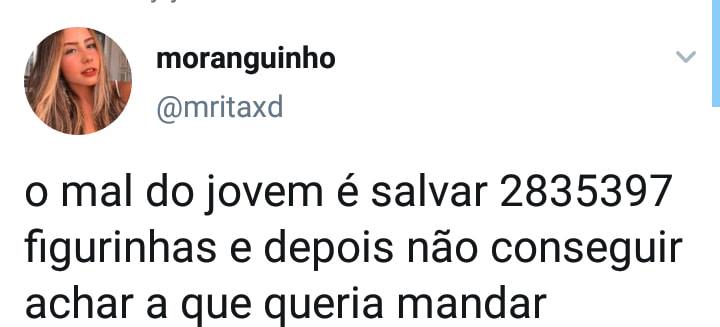 moranguinho
@mritaxd
o mal do jovem é salvar 2835397
figurinhas e depois não conseguir
achar a que queria mandar